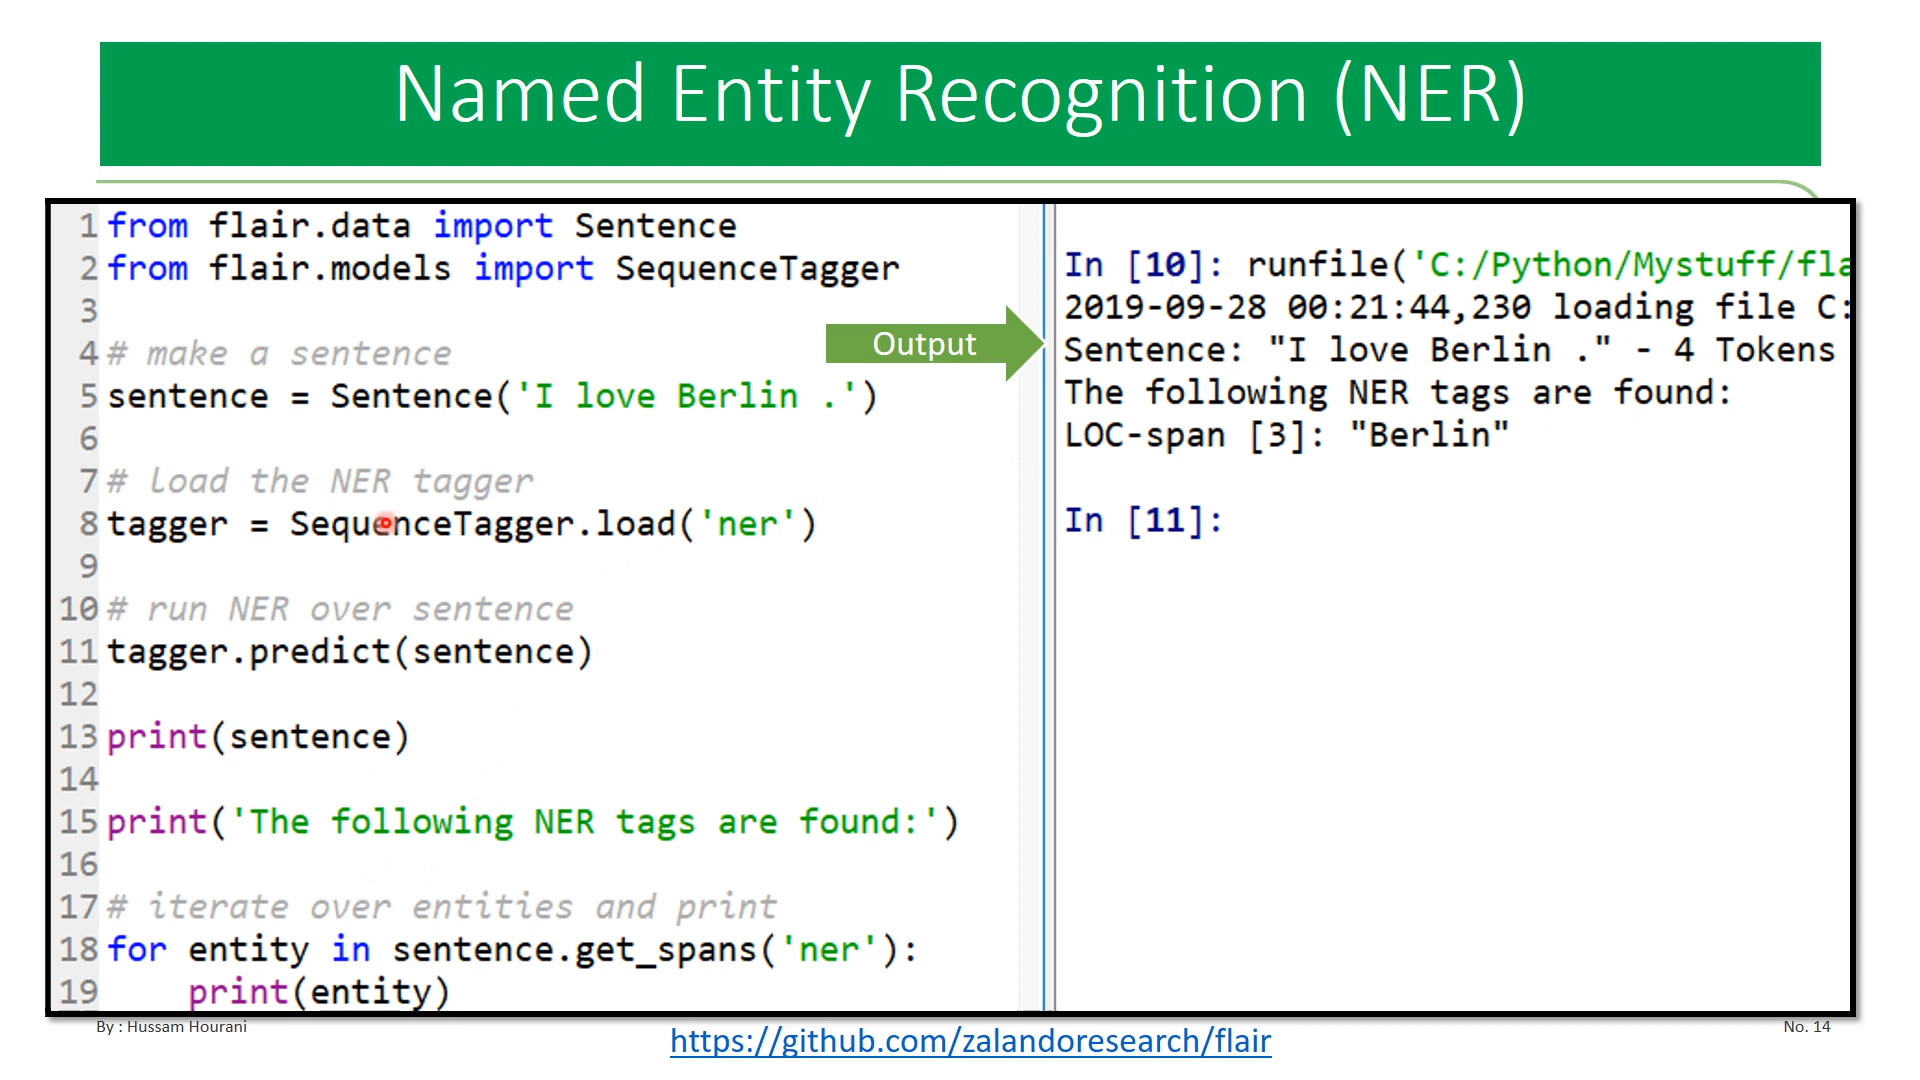 Named Entity Recognition (NER)
1 from flair.data import Sentence
2 from flair.models import SequenceTagger
3
4 # make a sentence
5 sentence = Sentence('I love Berlin .')
6
7 # load the NER tagger
8 tagger = SequenceTagger.load('ner')
9
10 # run NER over sentence
11 tagger.predict(sentence)
12
13 print(sentence)
14
15 print('The following NER tags are found:')
16
17 # iterate over entities and print
18 for entity in sentence.get_spans('ner'):
19     print(entity)
Output
In [10]: runfile('C:/Python/Mystuff/fla
2019-09-28 00:21:44,230 loading file C:
Sentence: "I love Berlin ." - 4 Tokens
The following NER tags are found:
LOC-span [3]: "Berlin"
In [11]:
By : Hussam Hourani
https://github.com/zalandoresearch/flair
No. 14